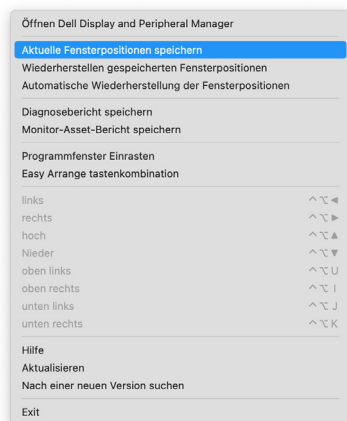 Öffnen Dell Display and Peripheral Manager
Aktuelle Fensterpositionen speichern
Wiederherstellen gespeicherten Fensterpositionen
Automatische Wiederherstellung der Fensterpositionen
Diagnosebericht speichern
Monitor-Asset-Bericht speichern
Programmfenster Einrasten
Easy Arrange tastenkombination
links ^⌥◀
rechts ^⌥▶
hoch ^⌥▲
Nieder ^⌥▼
oben links ^⌥U
oben rechts ^⌥I
unten links ^⌥J
unten rechts ^⌥K
Hilfe
Aktualisieren
Nach einer neuen Version suchen
Exit